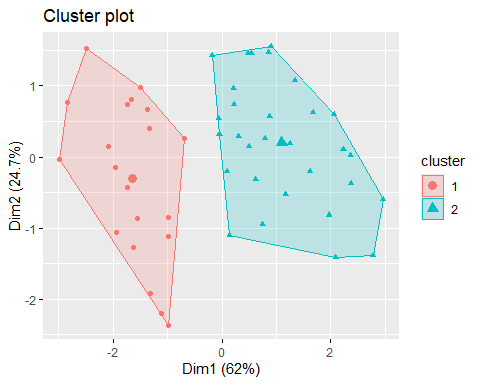 Cluster plot
Dim2 (24.7%)
1
0
-1
-2
-2
0
2
Dim1 (62%)
cluster
1
2